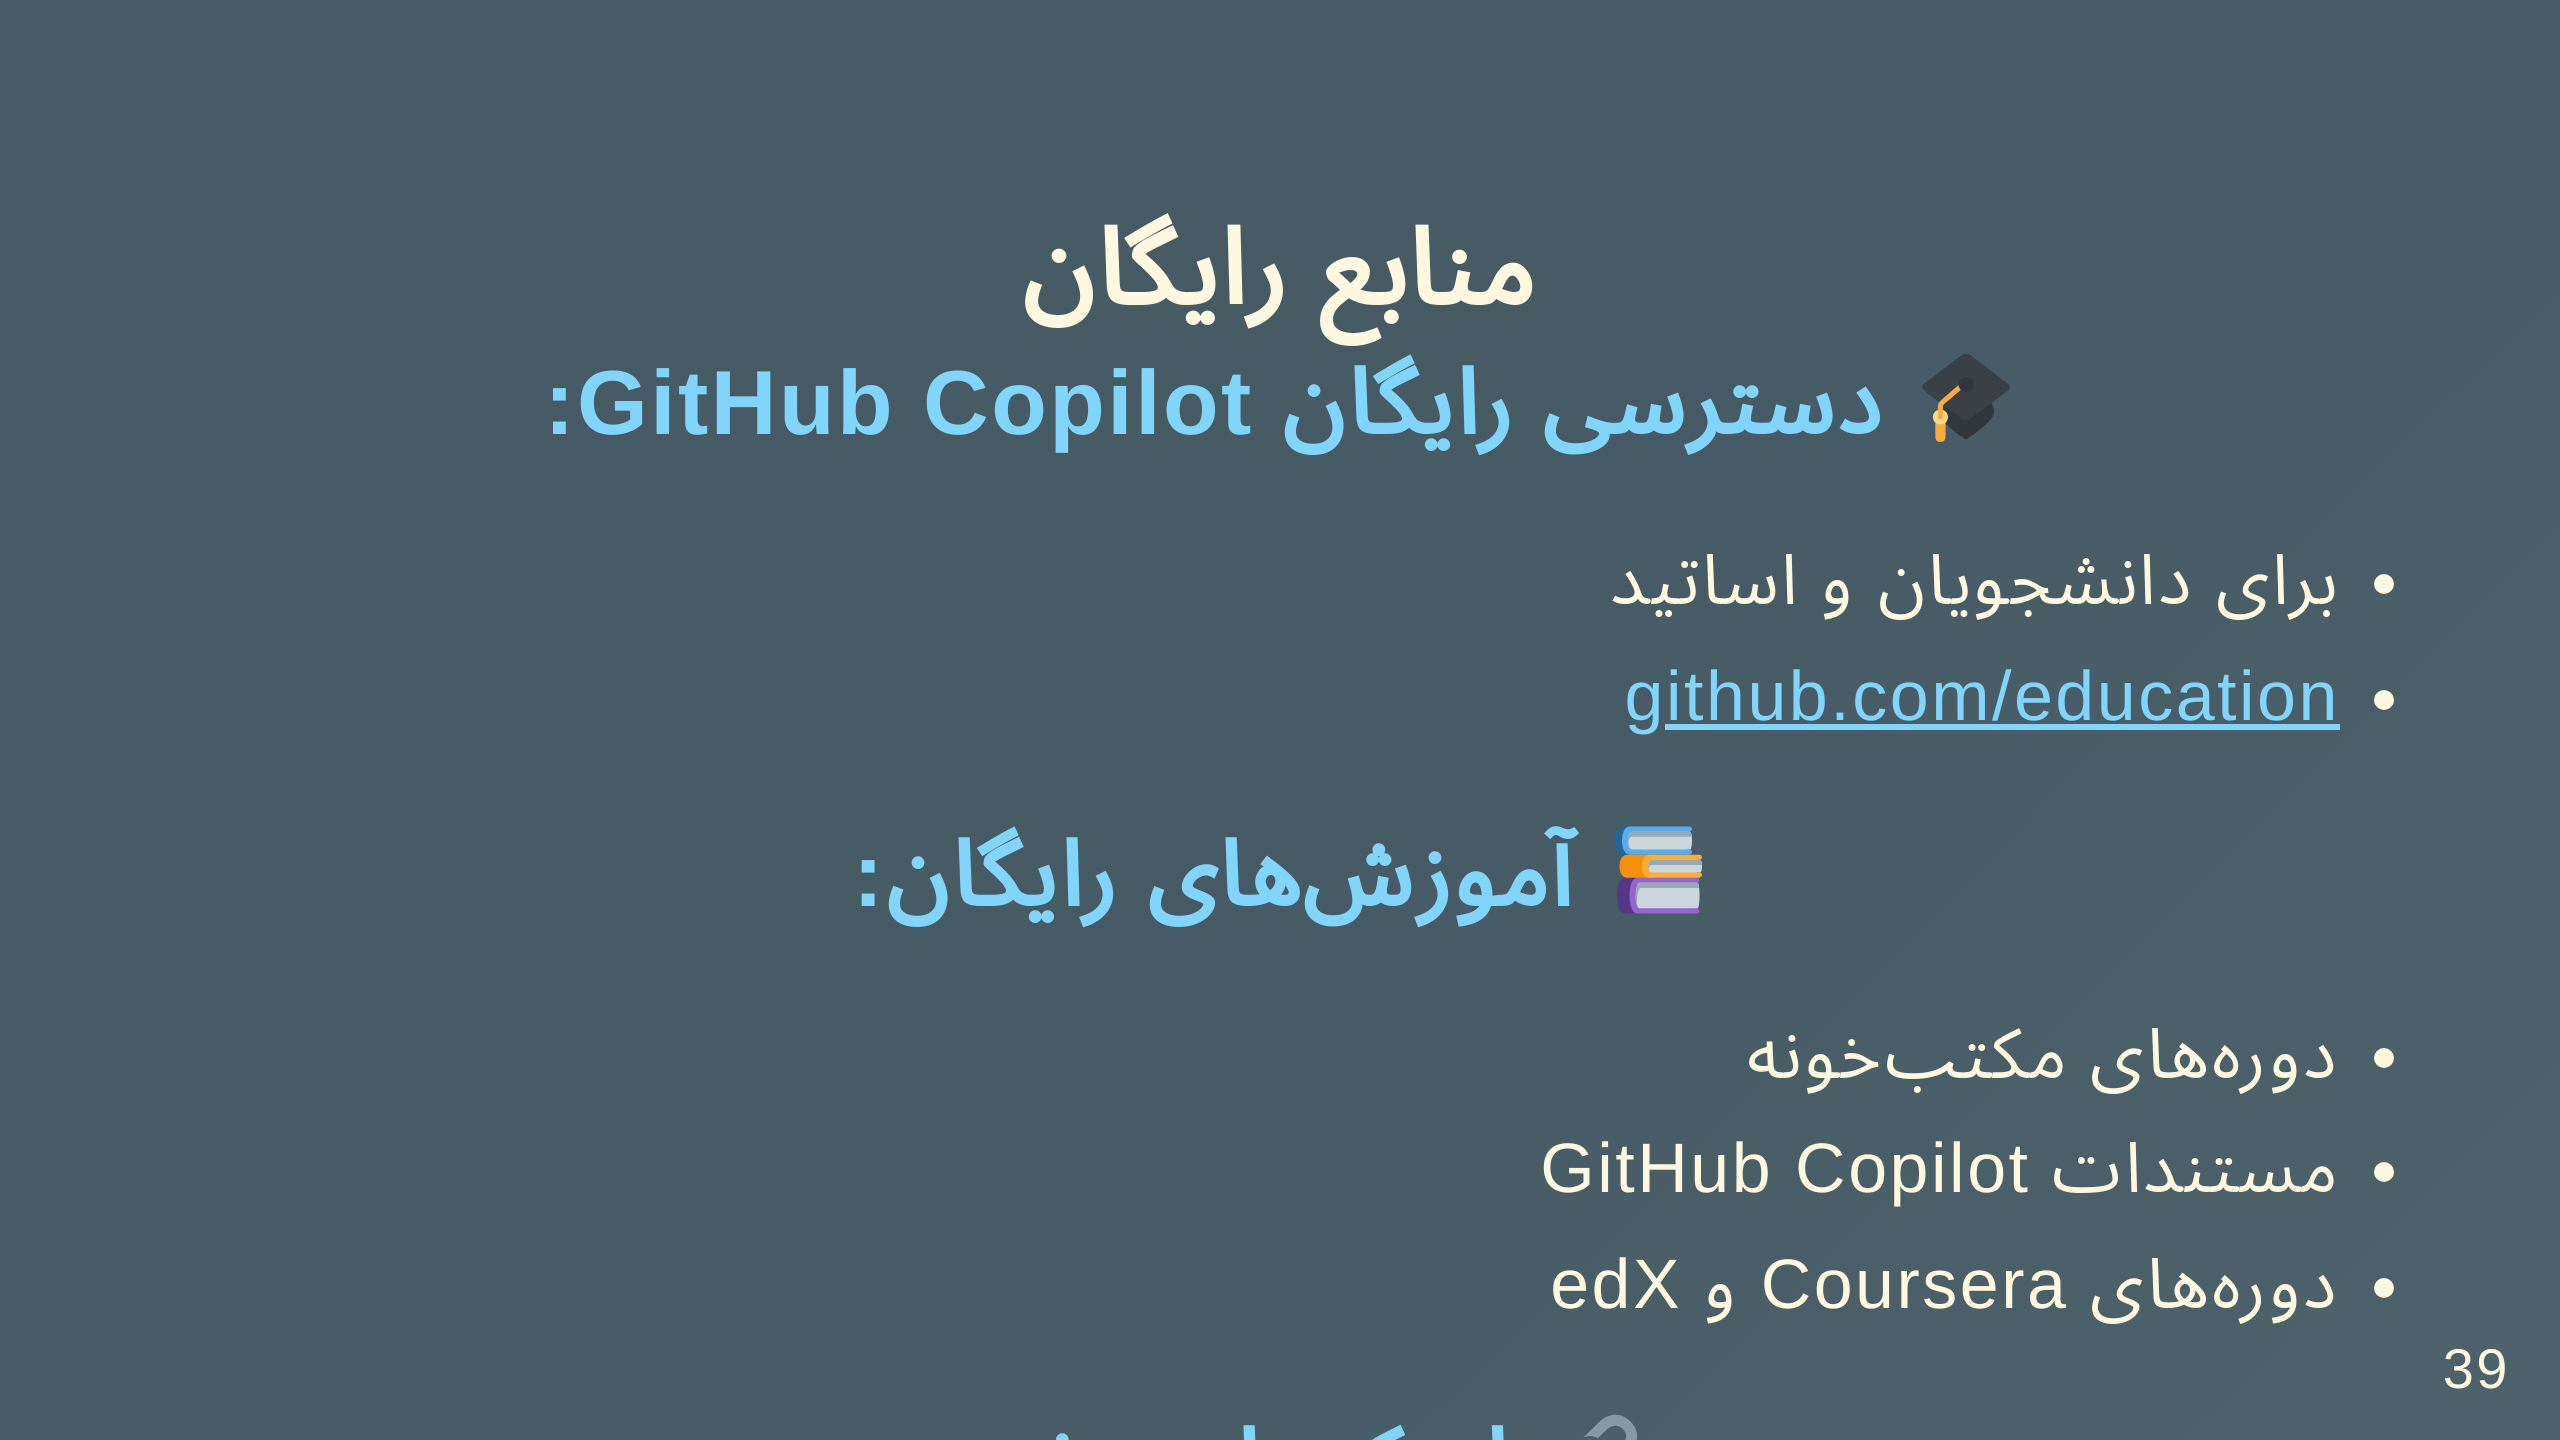 منابع رایگان
🎓 دسترسی رایگان GitHub Copilot:
• برای دانشجویان و اساتید
• github.com/education
📚 آموزش‌های رایگان:
• دوره‌های مکتب‌خونه
• مستندات GitHub Copilot
• دوره‌های Coursera و edX
39